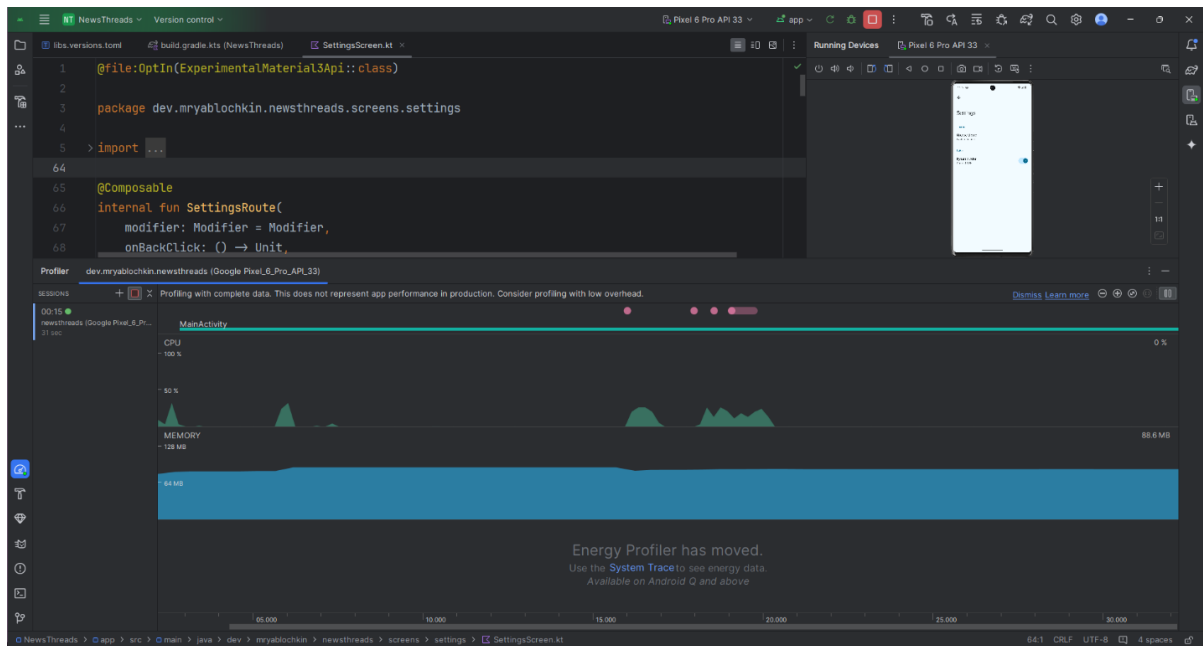 NT NewsThreads Version control Pixel 6 Pro API 33 app
libs.versions.toml build.gradle.kts (NewsThreads) SettingsScreen.kt Running Devices Pixel 6 Pro API 33
1 @file:OptIn(ExperimentalMaterial3Api::class)
2
3 package dev.mryablochkin.newsthreads.screens.settings
4
5 import ...
64
65 @Composable
66 internal fun SettingsRoute(
67 modifier: Modifier = Modifier,
68 onBackClick: () → Unit,
Settings
1:1
Profiler dev.mryablochkin.newsthreads (Google Pixel_6_Pro_API_33)
SESSIONS Profiling with complete data. This does not represent app performance in production. Consider profiling with low overhead. Dismiss Learn more
00:15
newsthreads (Google Pixel_6_Pr...
31 sec
MainActivity
CPU 0 %
100 %
50 %
MEMORY 88.6 MB
128 MB
64 MB
Energy Profiler has moved.
Use the System Trace to see energy data.
Available on Android Q and above
05.000 10.000 15.000 20.000 25.000 30.000
NewsThreads > app > src > main > java > dev > mryablochkin > newsthreads > screens > settings > SettingsScreen.kt 64:1 CRLF UTF-8 4 spaces